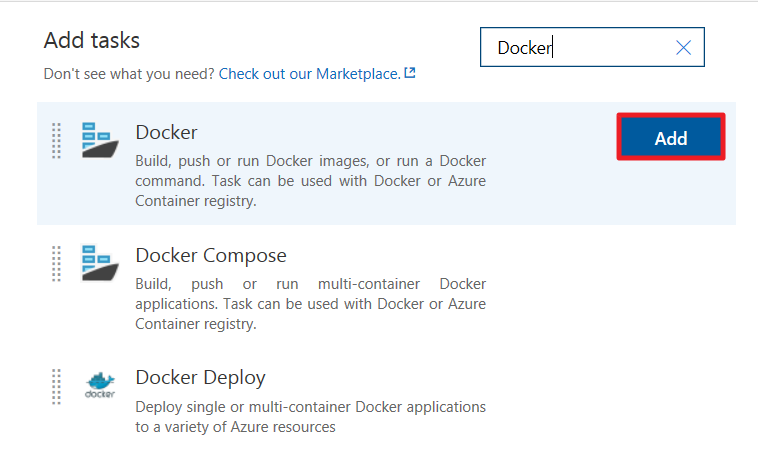 Add tasks
Docker
Don't see what you need? Check out our Marketplace.
Docker
Add
Build, push or run Docker images, or run a Docker
command. Task can be used with Docker or Azure
Container registry.
Docker Compose
Build, push or run multi-container Docker
applications. Task can be used with Docker or Azure
Container registry.
docker
Docker Deploy
Deploy single or multi-container Docker applications
to a variety of Azure resources